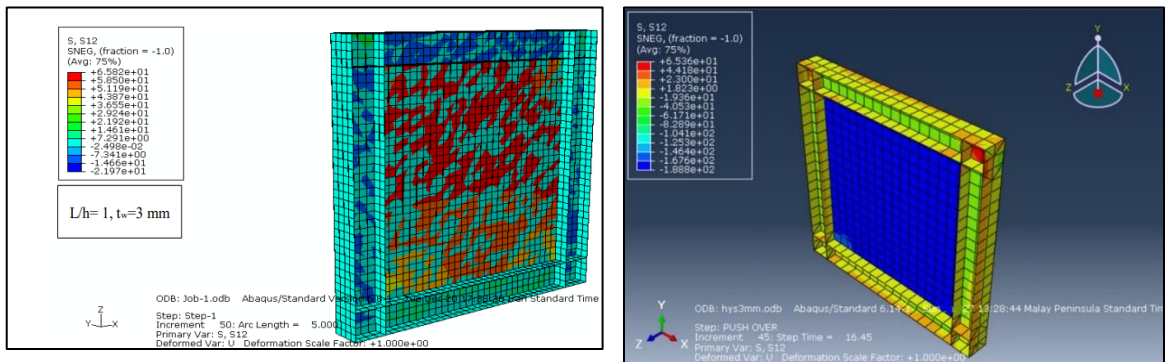 S, S12
SNEG, (fraction = -1.0)
(Avg: 75%)
+6.582e+01
+5.850e+01
+5.119e+01
+4.387e+01
+3.655e+01
+2.924e+01
+2.192e+01
+1.461e+01
+7.291e+00
-2.498e-02
-7.341e+00
-1.466e+01
-2.197e+01
L/h= 1, tw=3 mm
Z
Y
X
ODB: Job-1.odb Abaqus/Standard Standard Time
Step: Step-1
Increment 50: Arc Length = 5.000
Primary Var: S, S12
Deformed Var: U Deformation Scale Factor: +1.000e+00
S, S12
SNEG, (fraction = -1.0)
(Avg: 75%)
+6.536e+01
+4.418e+01
+2.300e+01
+1.823e+00
-1.936e+01
-4.053e+01
-6.171e+01
-8.289e+01
-1.041e+02
-1.253e+02
-1.464e+02
-1.676e+02
-1.888e+02
Y
Z
X
Y
Z
X
ODB: hys3mm.odb Abaqus/Standard 6.14-1 13:28:44 Malay Peninsula Standard Tim
Step: PUSH OVER
Increment 45: Step Time = 16.45
Primary Var: S, S12
Deformed Var: U Deformation Scale Factor: +1.000e+00